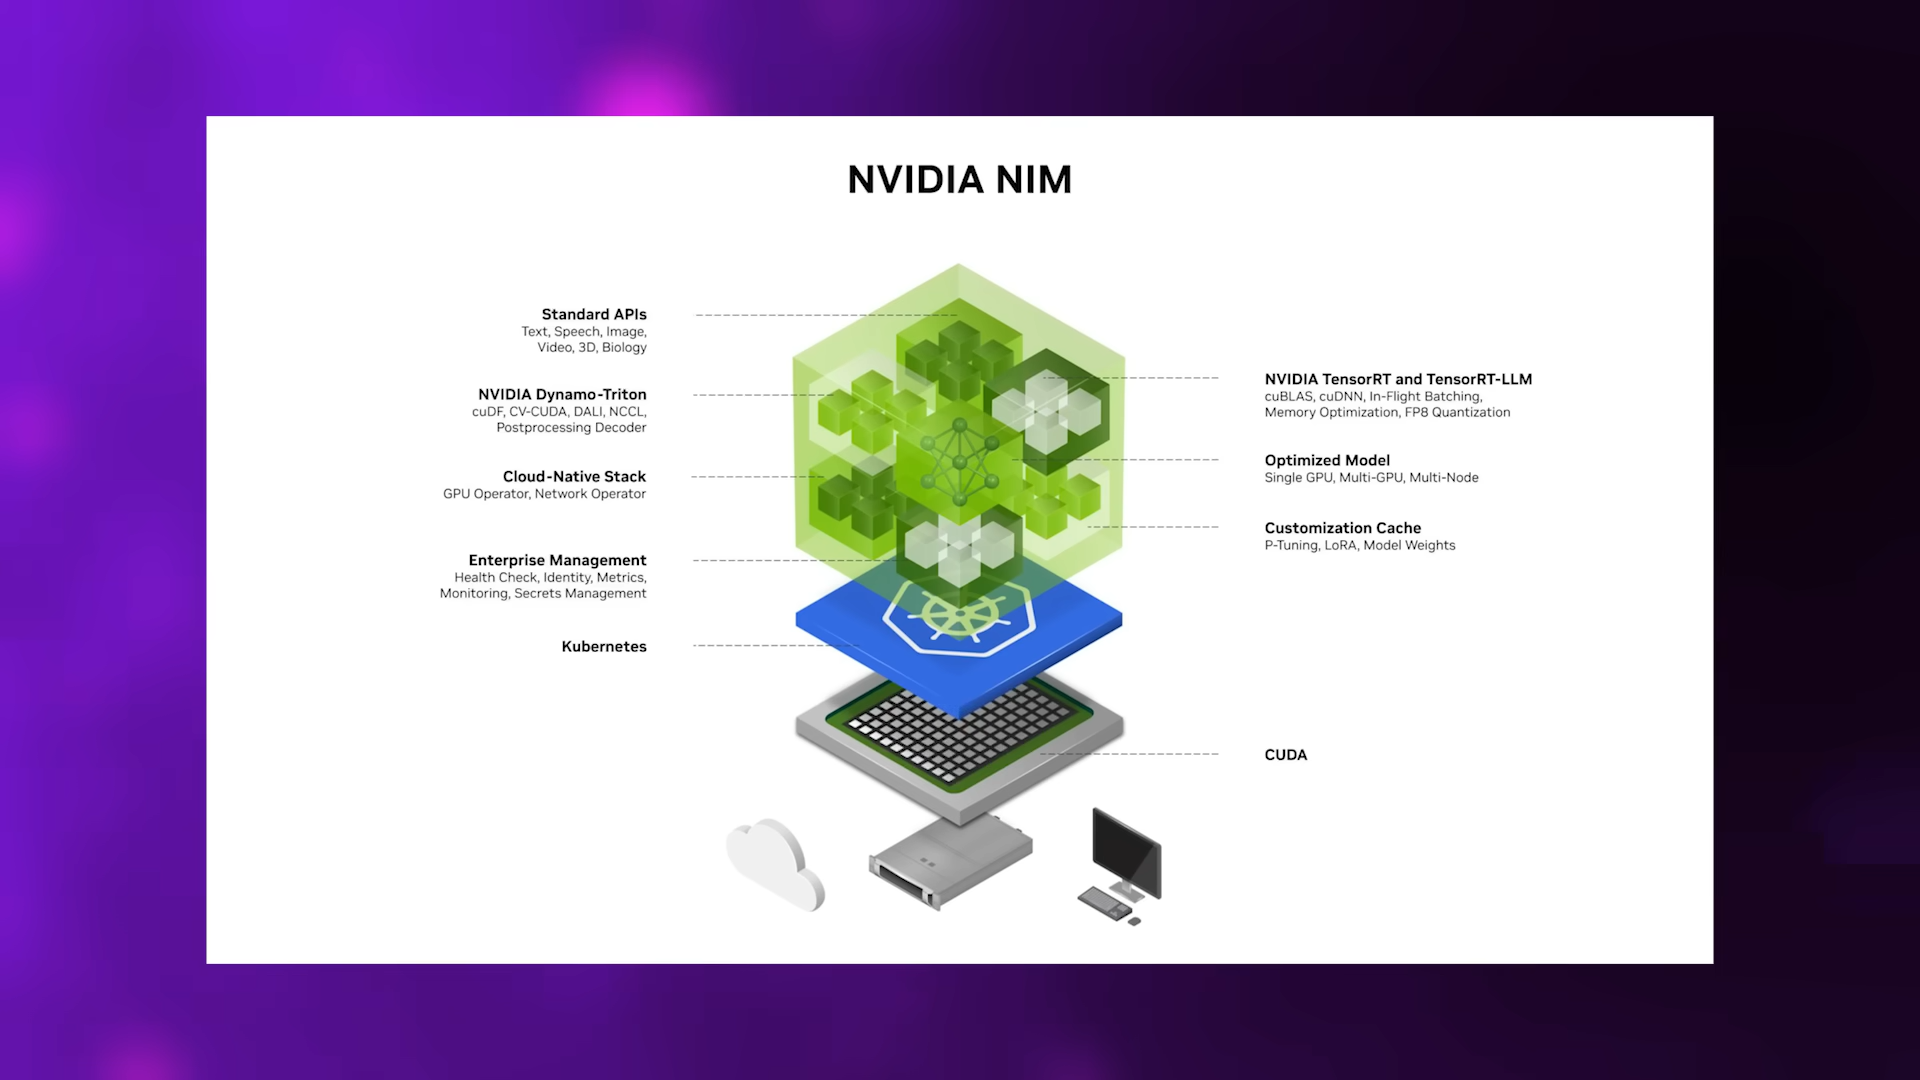 NVIDIA NIM
Standard APIs
Text, Speech, Image,
Video, 3D, Biology
NVIDIA Dynamo-Triton
cuDF, CV-CUDA, DALI, NCCL,
Postprocessing Decoder
Cloud-Native Stack
GPU Operator, Network Operator
Enterprise Management
Health Check, Identity, Metrics,
Monitoring, Secrets Management
Kubernetes
NVIDIA TensorRT and TensorRT-LLM
cuBLAS, cuDNN, In-Flight Batching,
Memory Optimization, FP8 Quantization
Optimized Model
Single GPU, Multi-GPU, Multi-Node
Customization Cache
P-Tuning, LoRA, Model Weights
CUDA